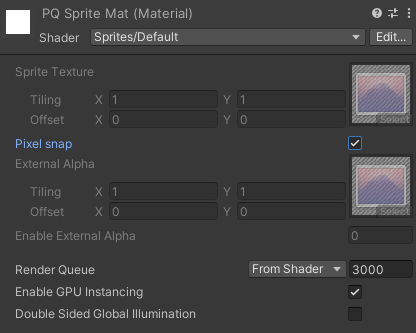 PQ Sprite Mat (Material)
Shader Sprites/Default Edit...
Sprite Texture
Tiling X 1 Y 1
Offset X 0 Y 0
Select
Pixel snap
External Alpha
Tiling X 1 Y 1
Offset X 0 Y 0
Select
Enable External Alpha 0
Render Queue From Shader 3000
Enable GPU Instancing
Double Sided Global Illumination